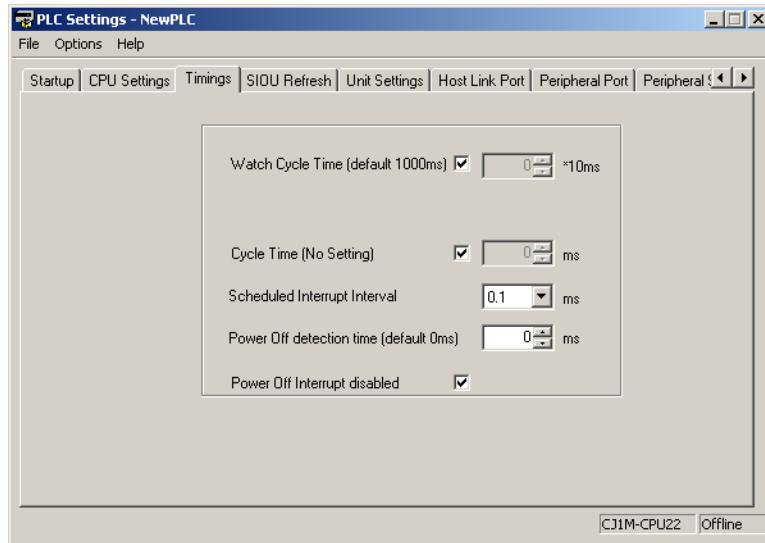 PLC Settings - NewPLC
File Options Help
Startup CPU Settings Timings SIOU Refresh Unit Settings Host Link Port Peripheral Port Peripheral
Watch Cycle Time (default 1000ms) 0 *10ms
Cycle Time (No Setting) 0 ms
Scheduled Interrupt Interval 0.1 ms
Power Off detection time (default 0ms) 0 ms
Power Off Interrupt disabled
CJ1M-CPU22 Offline